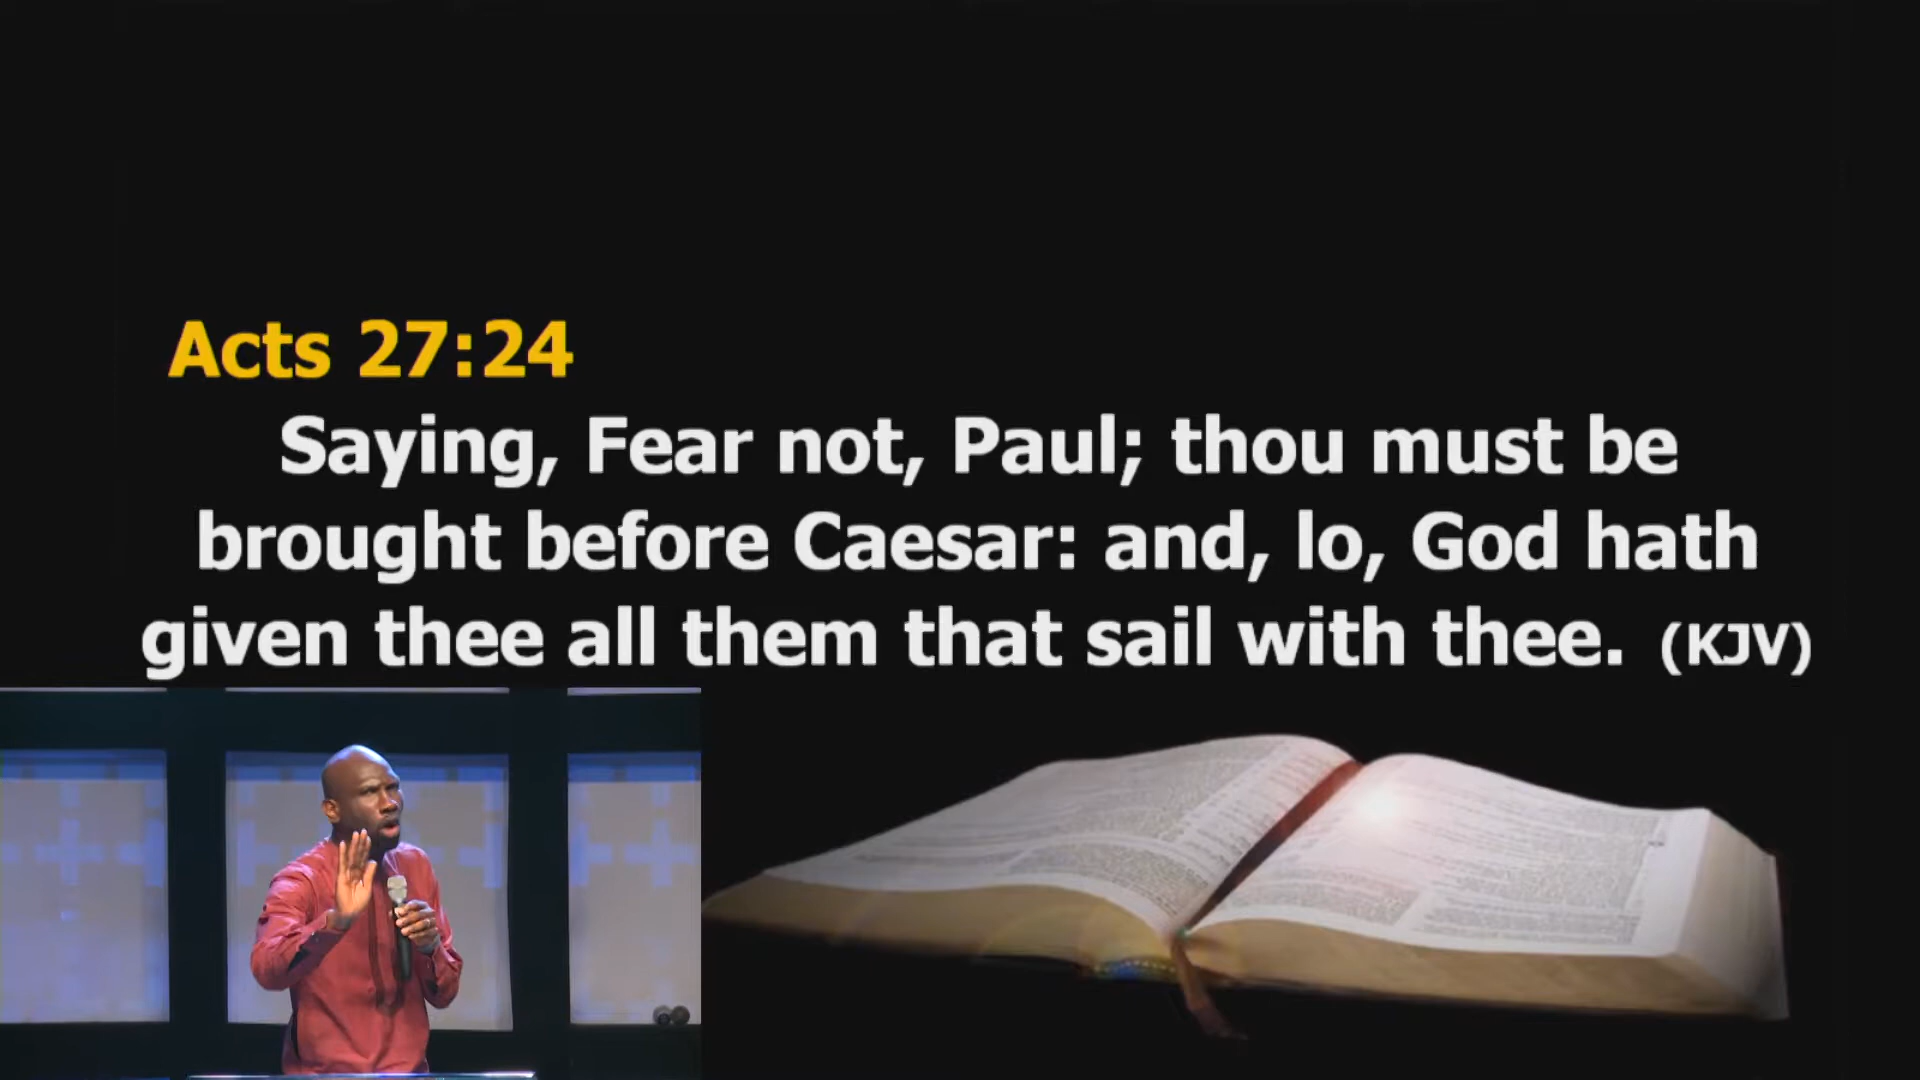 Acts 27:24
Saying, Fear not, Paul; thou must be
brought before Caesar: and, lo, God hath
given thee all them that sail with thee. (KJV)